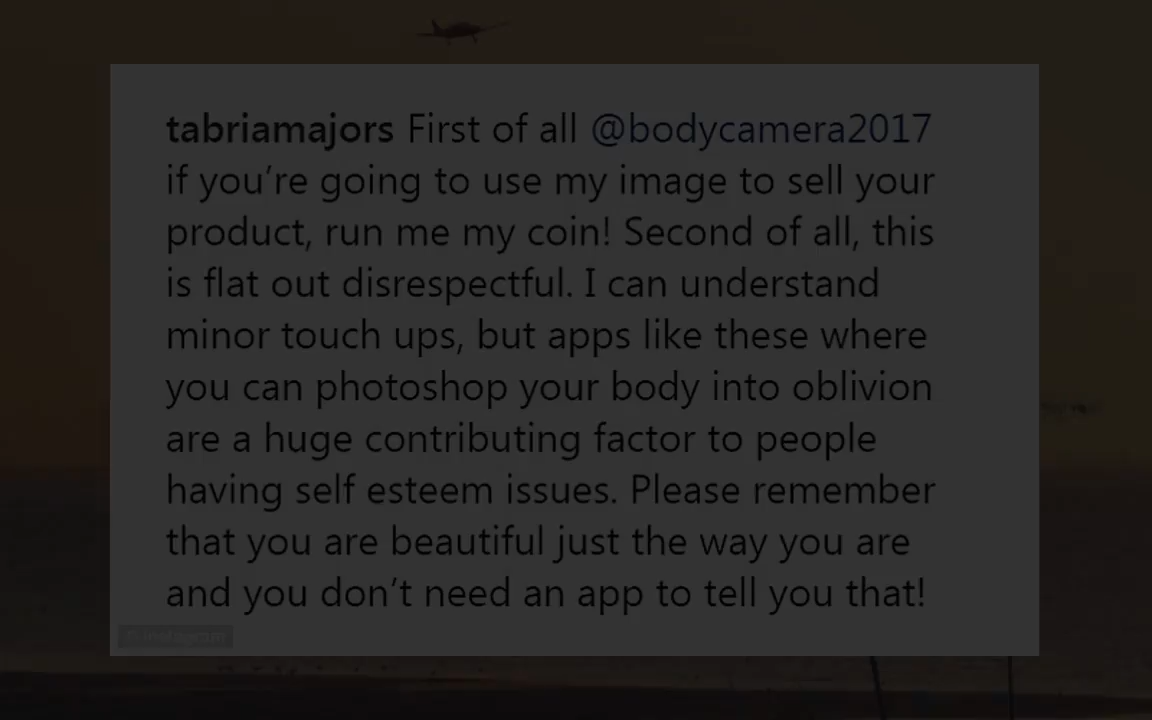 tabriamajors First of all @bodycamera2017
if you’re going to use my image to sell your
product, run me my coin! Second of all, this
is flat out disrespectful. I can understand
minor touch ups, but apps like these where
you can photoshop your body into oblivion
are a huge contributing factor to people
having self esteem issues. Please remember
that you are beautiful just the way you are
and you don’t need an app to tell you that!
© Instagram